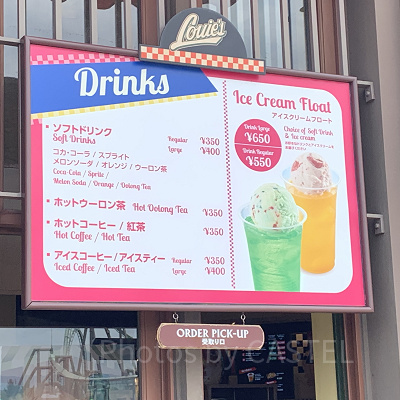 Louie's
Drinks
・ソフトドリンク
Soft Drinks
Regular ¥350
Large ¥400
コカ・コーラ / スプライト
メロンソーダ / オレンジ / ウーロン茶
Coca-Cola / Sprite /
Melon Soda / Orange / Oolong Tea
・ホットウーロン茶 Hot Oolong Tea ¥350
・ホットコーヒー / 紅茶
Hot Coffee / Hot Tea ¥350
・アイスコーヒー/アイスティー Regular ¥350
Iced Coffee / Iced Tea Large ¥400
Ice Cream Float
アイスクリームフロート
Drink Large
¥650
Drink Regular
¥550
Choice of Soft Drink
& Ice cream
ORDER PICK-UP
受取り口
Photos by CASTEL